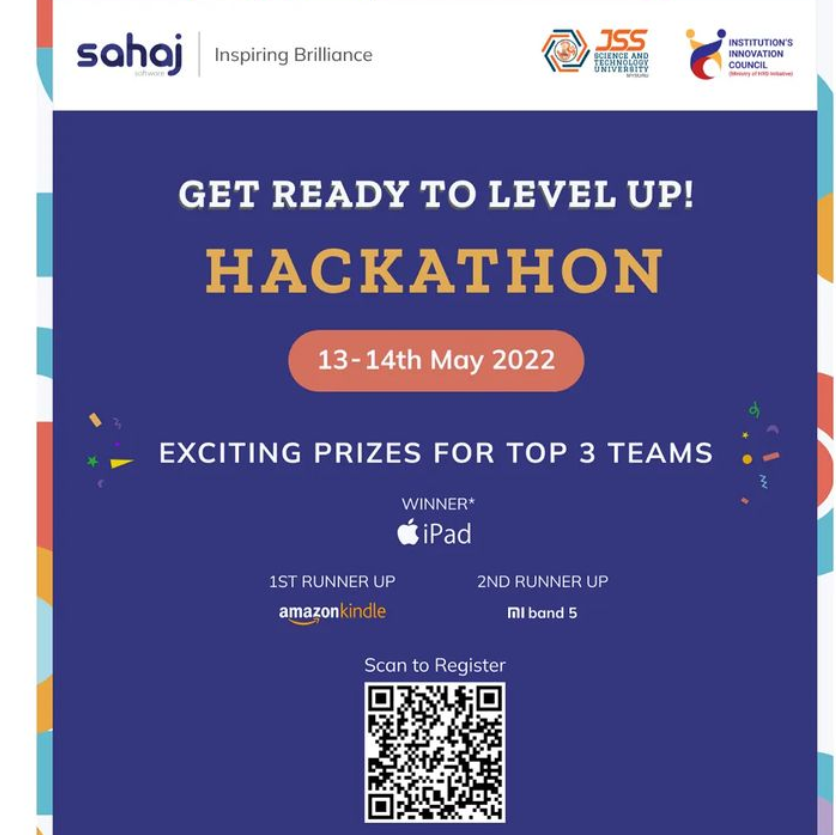 sahaj
software
Inspiring Brilliance
JSS
SCIENCE AND
TECHNOLOGY
UNIVERSITY
MYSURU
INSTITUTION'S
INNOVATION
COUNCIL
(Ministry of HRD Initiative)
GET READY TO LEVEL UP!
HACKATHON
13-14th May 2022
EXCITING PRIZES FOR TOP 3 TEAMS
WINNER*
iPad
1ST RUNNER UP
2ND RUNNER UP
amazonkindle
mi band 5
Scan to Register